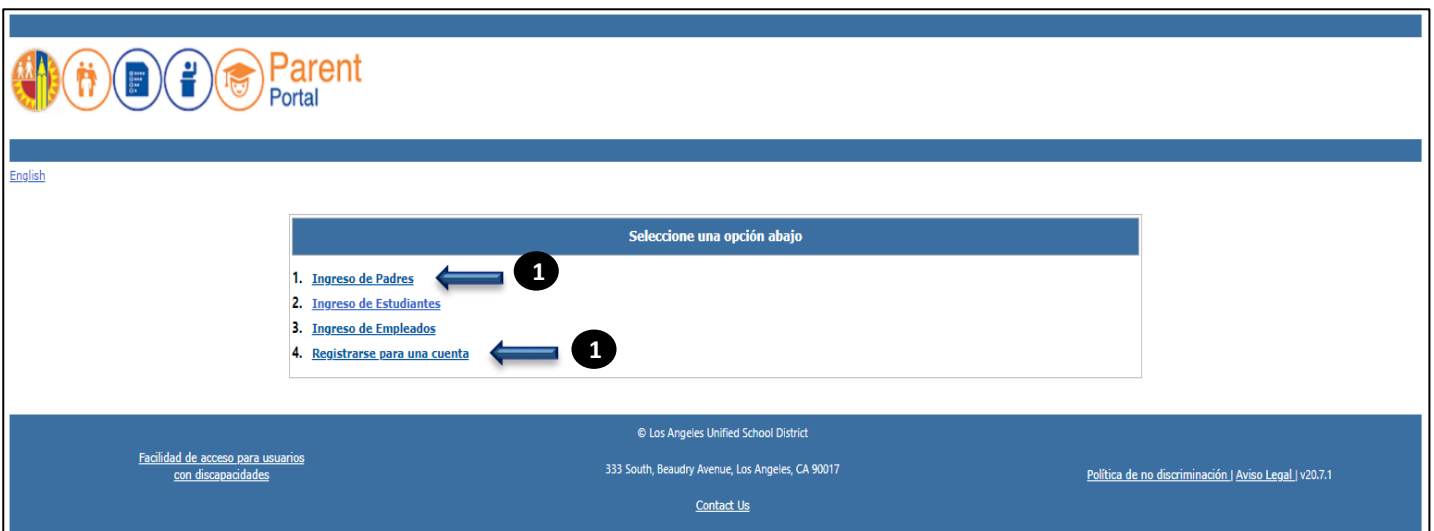 Parent
Portal
English
Seleccione una opción abajo
1. Ingreso de Padres 1
2. Ingreso de Estudiantes
3. Ingreso de Empleados
4. Registrarse para una cuenta 1
© Los Angeles Unified School District
Facilidad de acceso para usuarios
con discapacidades
333 South, Beaudry Avenue, Los Angeles, CA 90017
Política de no discriminación | Aviso Legal | v20.7.1
Contact Us